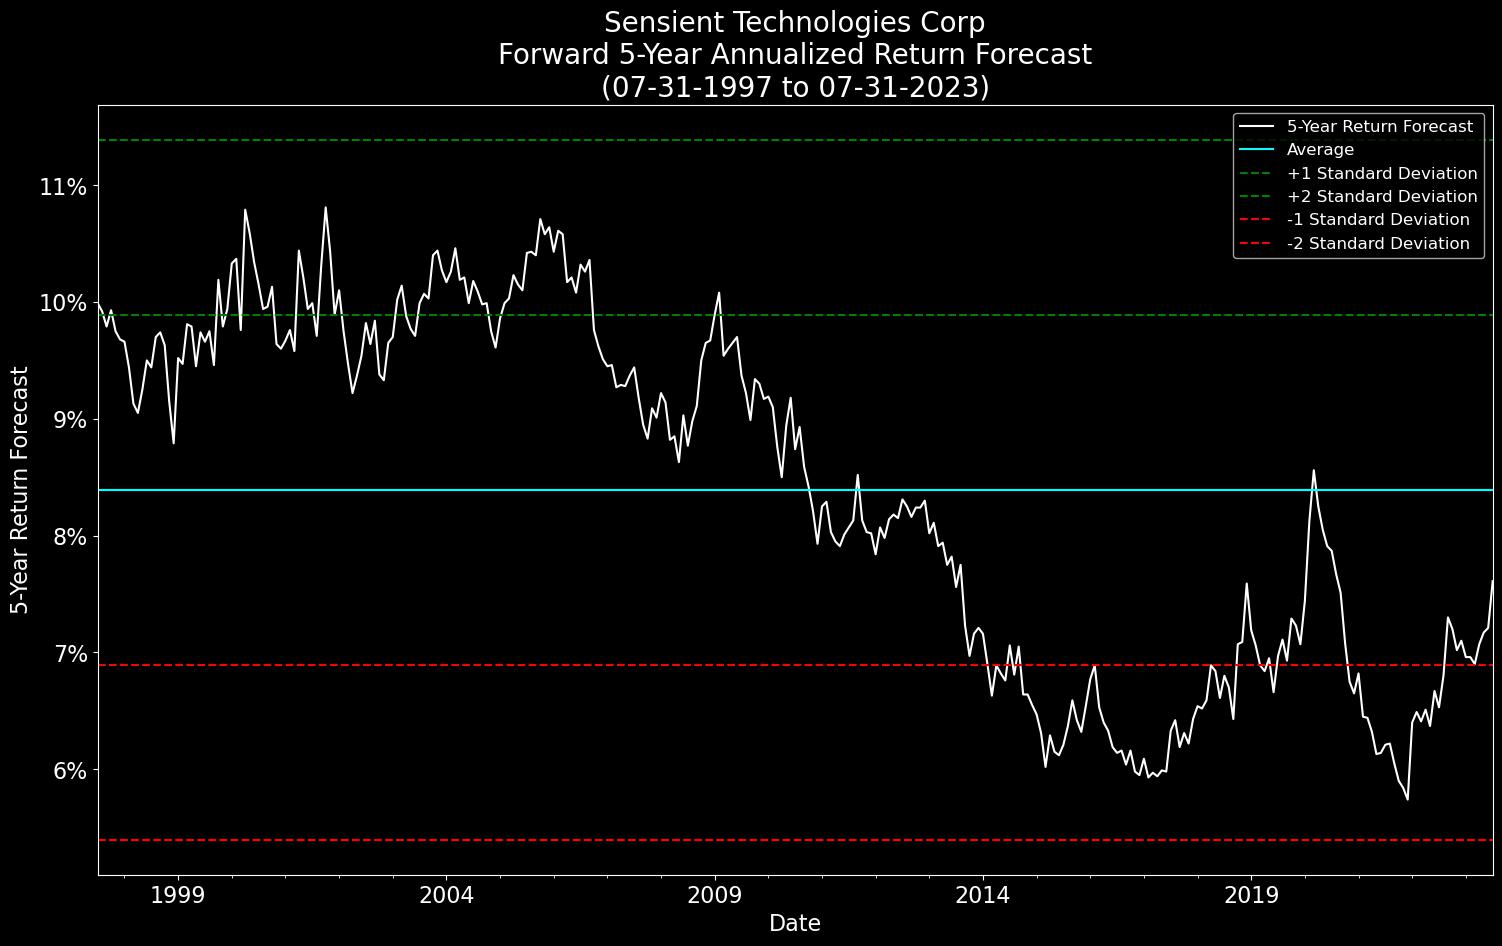 Sensient Technologies Corp
Forward 5-Year Annualized Return Forecast
(07-31-1997 to 07-31-2023)
5-Year Return Forecast
Average
+1 Standard Deviation
+2 Standard Deviation
-1 Standard Deviation
-2 Standard Deviation
11%
10%
9%
8%
7%
6%
5-Year Return Forecast
1999
2004
2009
2014
2019
Date